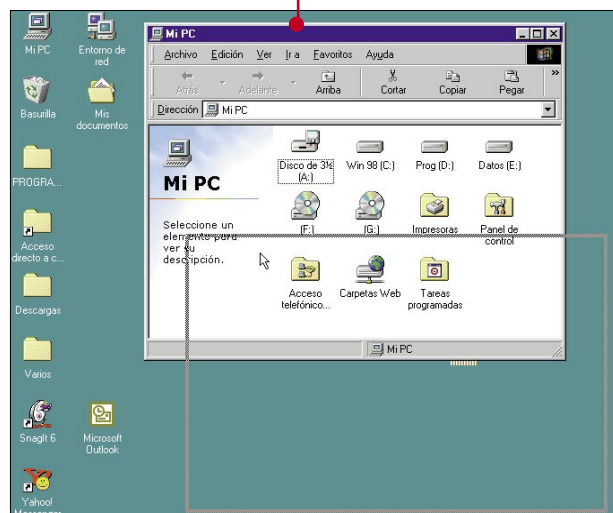 Mi PC
Entorno de
red
Basurilla
Mis
documentos
PROGRA...
Acceso
directo a c...
Descargas
Varios
SnagIt 6
Microsoft
Outlook
Yahoo!
Mi PC
Archivo Edición Ver Ir a Favoritos Ayuda
Atrás Adelante Arriba Cortar Copiar Pegar »
Dirección Mi PC
Mi PC
Seleccione un
elemento para
ver su
descripción.
Disco de 3½
(A:)
Win 98 (C:)
Prog (D:)
Datos (E:)
(F:)
(G:)
Impresoras
Panel de
control
Acceso
telefónico...
Carpetas Web
Tareas
programadas
Mi PC